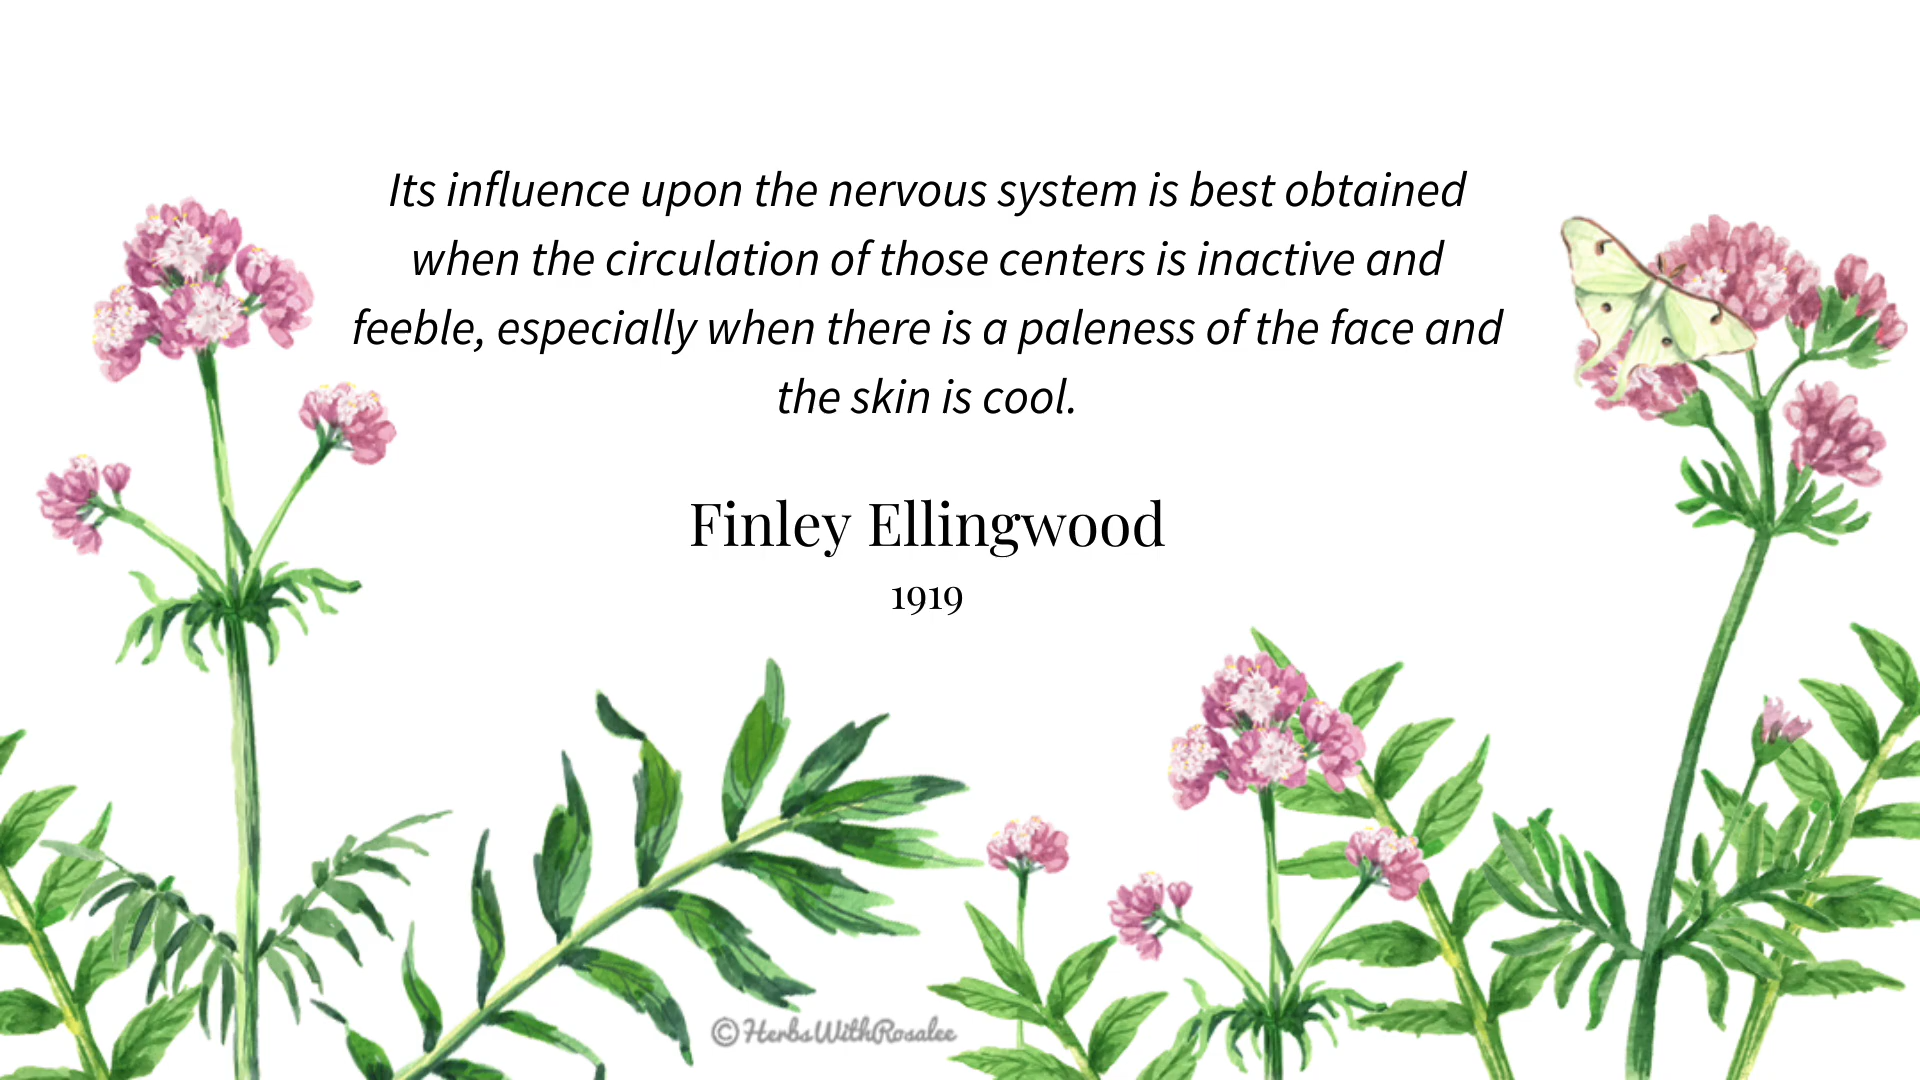 Its influence upon the nervous system is best obtained
when the circulation of those centers is inactive and
feeble, especially when there is a paleness of the face and
the skin is cool.
Finley Ellingwood
1919
©HerbsWithRosalee